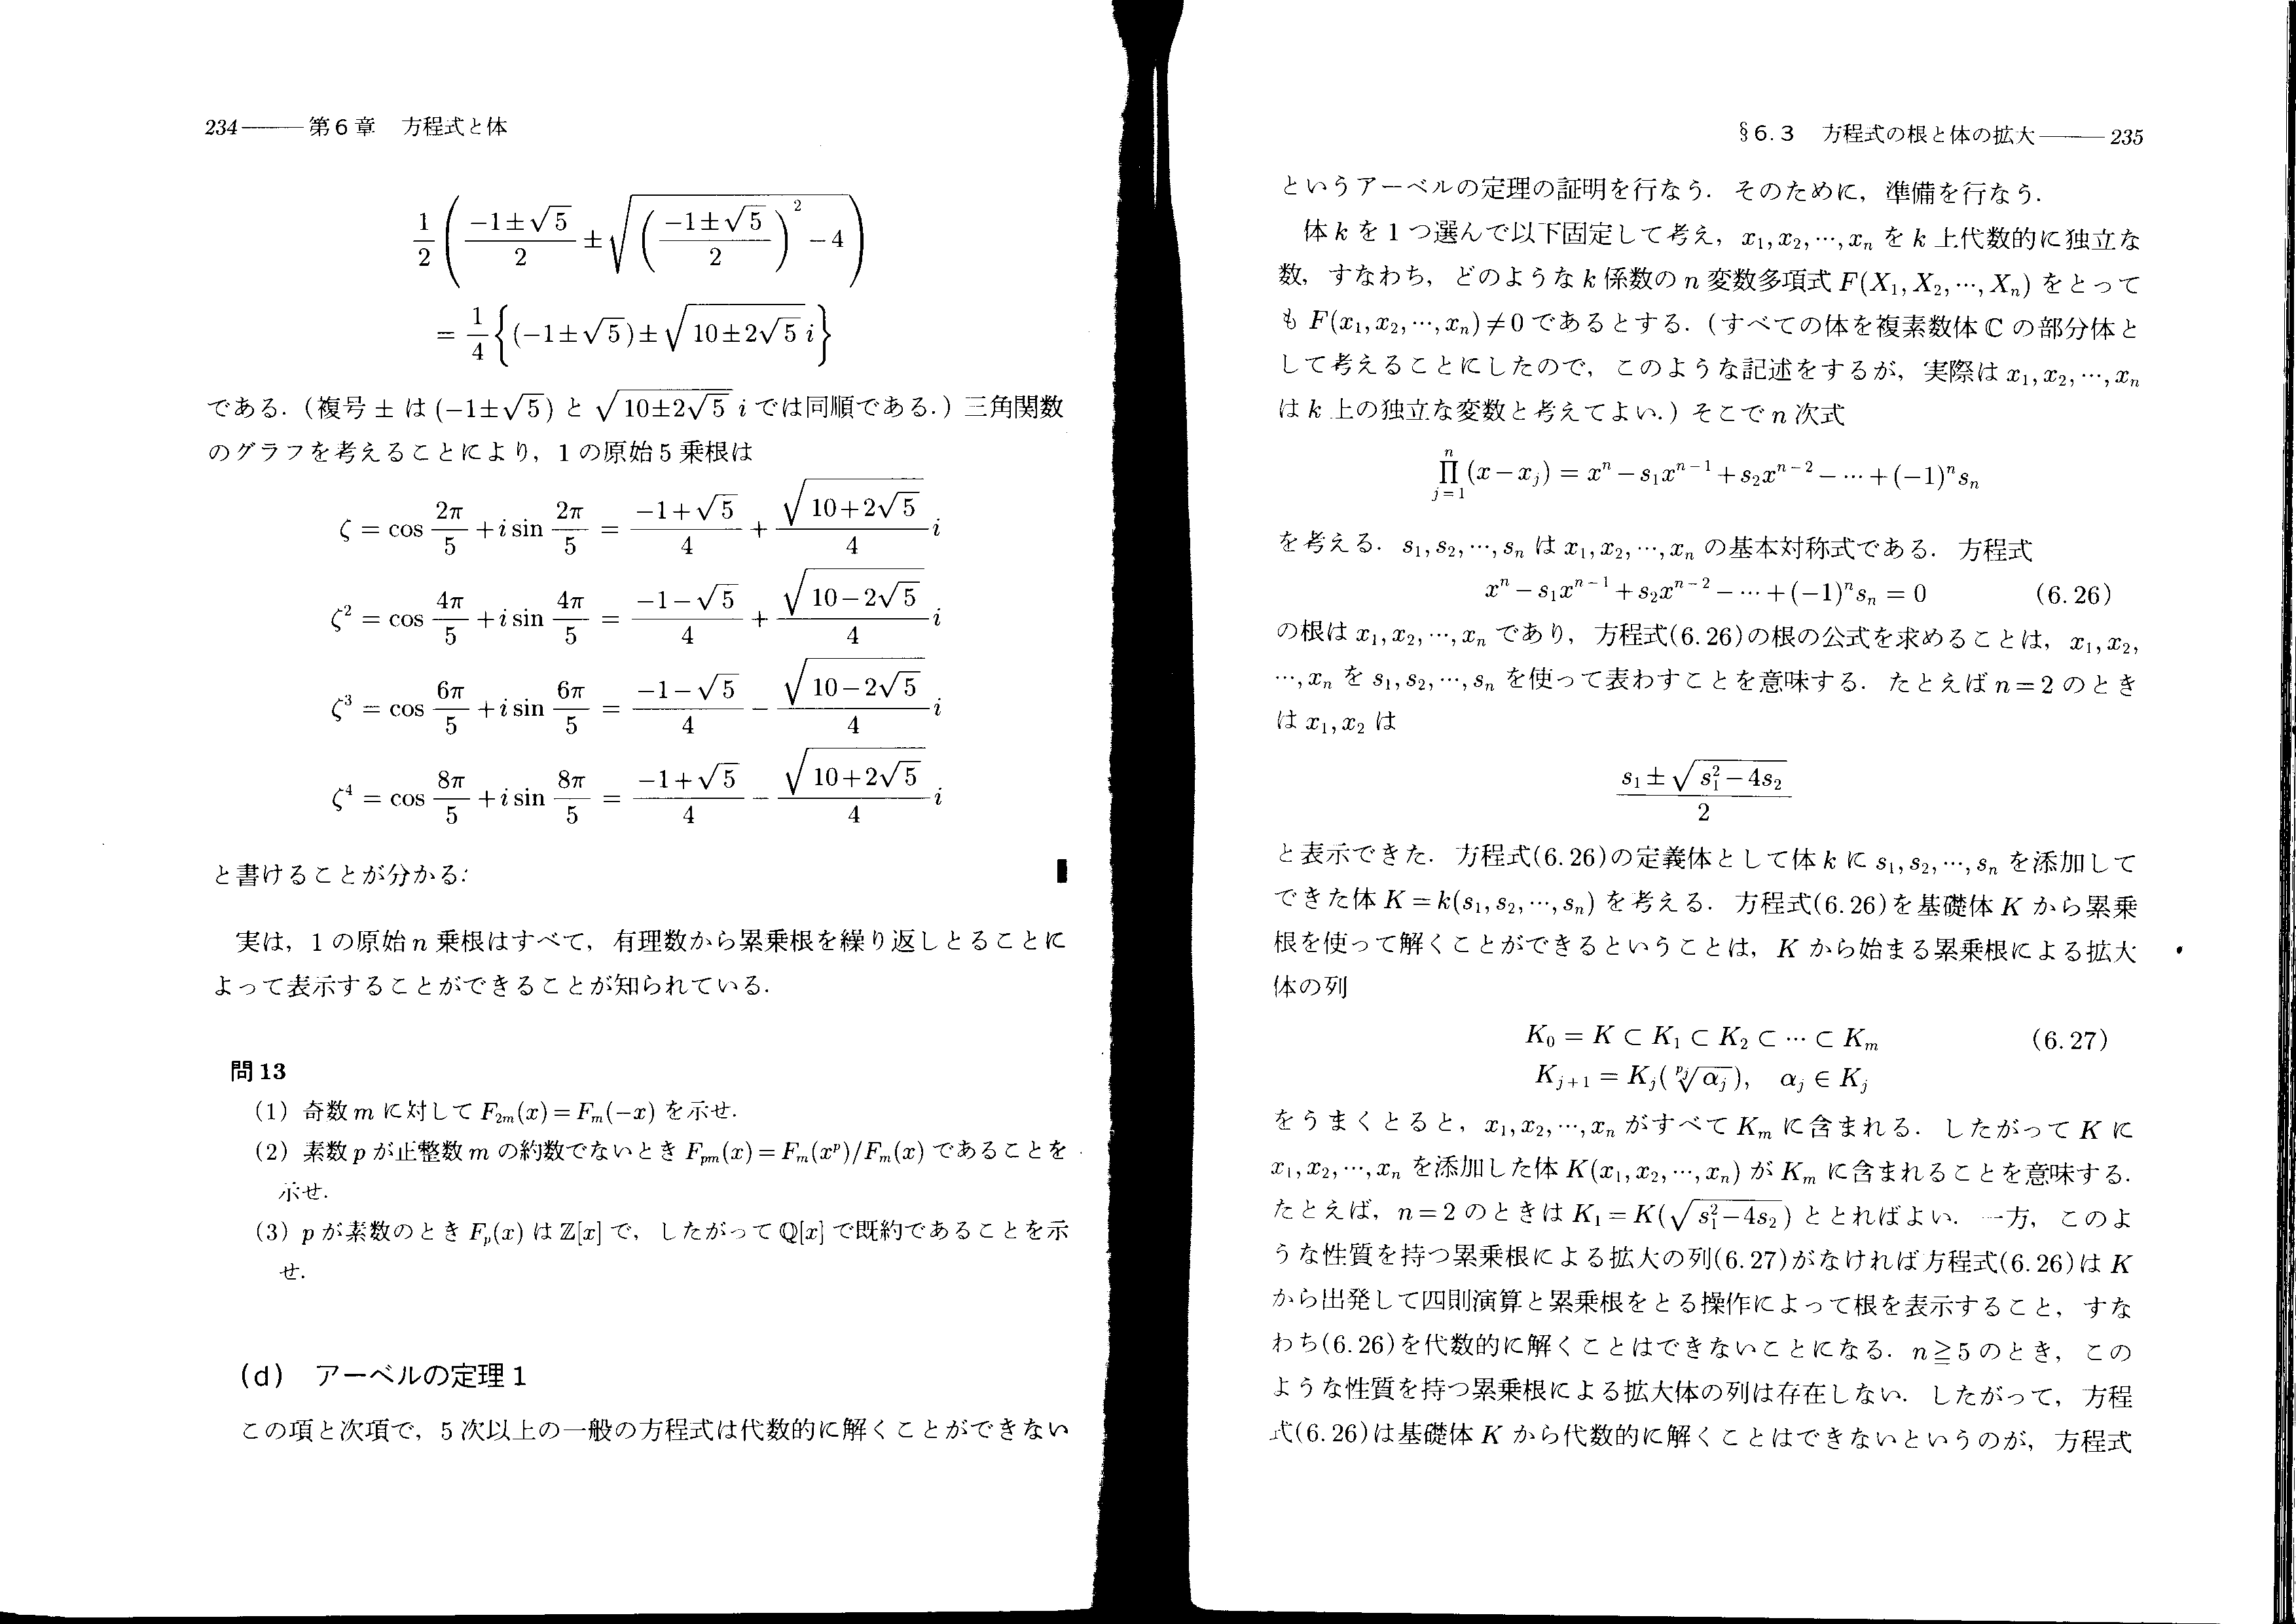 234――第6章 方程式と体
$\frac{1}{2}\left(\frac{-1\pm\sqrt{5}}{2}\pm\sqrt{\left(\frac{-1\pm\sqrt{5}}{2}\right)^2-4}\right)$
$=\frac{1}{4}\left\{(-1\pm\sqrt{5})\pm\sqrt{10\pm2\sqrt{5}}\,i\right\}$
である.(複号 ± は $(-1\pm\sqrt{5})$ と $\sqrt{10\pm2\sqrt{5}}\,i$ では同順である.)三角関数
のグラフを考えることにより,1 の原始 5 乗根は
$\zeta=\cos\frac{2\pi}{5}+i\sin\frac{2\pi}{5}=\frac{-1+\sqrt{5}}{4}+\frac{\sqrt{10+2\sqrt{5}}}{4}i$
$\zeta^2=\cos\frac{4\pi}{5}+i\sin\frac{4\pi}{5}=\frac{-1-\sqrt{5}}{4}+\frac{\sqrt{10-2\sqrt{5}}}{4}i$
$\zeta^3=\cos\frac{6\pi}{5}+i\sin\frac{6\pi}{5}=\frac{-1-\sqrt{5}}{4}-\frac{\sqrt{10-2\sqrt{5}}}{4}i$
$\zeta^4=\cos\frac{8\pi}{5}+i\sin\frac{8\pi}{5}=\frac{-1+\sqrt{5}}{4}-\frac{\sqrt{10+2\sqrt{5}}}{4}i$
と書けることが分かる.
実は,1 の原始 n 乗根はすべて,有理数から累乗根を繰り返しとることに
よって表示することができることが知られている.
問 13
(1) 奇数 m に対して $F_{2m}(x)=F_m(-x)$ を示せ.
(2) 素数 p が正整数 m の約数でないとき $F_{pm}(x)=F_m(x^p)/F_m(x)$ であることを
示せ.
(3) p が素数のとき $F_p(x)$ は $\mathbb{Z}[x]$ で,したがって $\mathbb{Q}[x]$ で既約であることを示
せ.
(d) アーベルの定理 1
この項と次項で,5 次以上の一般の方程式は代数的に解くことができない
§6.3 方程式の根と体の拡大――235
というアーベルの定理の証明を行なう.そのために,準備を行なう.
体 k を 1 つ選んで以下固定して考え,$x_1,x_2,\cdots,x_n$ を k 上代数的に独立な
数,すなわち,どのような k 係数の n 変数多項式 $F(X_1,X_2,\cdots,X_n)$ をとって
も $F(x_1,x_2,\cdots,x_n)\neq0$ であるとする.(すべての体を複素数体 $\mathbb{C}$ の部分体と
して考えることにしたので,このような記述をするが,実際は $x_1,x_2,\cdots,x_n$
は k 上の独立な変数と考えてよい.)そこで n 次式
$\prod_{j=1}^{n}(x-x_j)=x^n-s_1x^{n-1}+s_2x^{n-2}-\cdots+(-1)^ns_n$
を考える.$s_1,s_2,\cdots,s_n$ は $x_1,x_2,\cdots,x_n$ の基本対称式である.方程式
$x^n-s_1x^{n-1}+s_2x^{n-2}-\cdots+(-1)^ns_n=0$ (6.26)
の根は $x_1,x_2,\cdots,x_n$ であり,方程式(6.26)の根の公式を求めることは,$x_1,x_2,$
$\cdots,x_n$ を $s_1,s_2,\cdots,s_n$ を使って表わすことを意味する.たとえば n=2 のとき
は $x_1,x_2$ は
$\frac{s_1\pm\sqrt{s_1^2-4s_2}}{2}$
と表示できた.方程式(6.26)の定義体として体 k に $s_1,s_2,\cdots,s_n$ を添加して
できた体 $K=k(s_1,s_2,\cdots,s_n)$ を考える.方程式(6.26)を基礎体 K から累乗
根を使って解くことができるということは,K から始まる累乗根による拡大
体の列
$K_0=K\subset K_1\subset K_2\subset\cdots\subset K_m$ (6.27)
$K_{j+1}=K_j(\sqrt[p_j]{\alpha_j}),\quad \alpha_j\in K_j$
をうまくとると,$x_1,x_2,\cdots,x_n$ がすべて $K_m$ に含まれる.したがって K に
$x_1,x_2,\cdots,x_n$ を添加した体 $K(x_1,x_2,\cdots,x_n)$ が $K_m$ に含まれることを意味する.
たとえば,n=2 のときは $K_1=K(\sqrt{s_1^2-4s_2})$ ととればよい.一方,このよ
うな性質を持つ累乗根による拡大の列(6.27)がなければ方程式(6.26)は K
から出発して四則演算と累乗根をとる操作によって根を表示すること,すな
わち(6.26)を代数的に解くことはできないことになる.n≧5 のとき,この
ような性質を持つ累乗根による拡大体の列は存在しない.したがって,方程
式(6.26)は基礎体 K から代数的に解くことはできないというのが,方程式